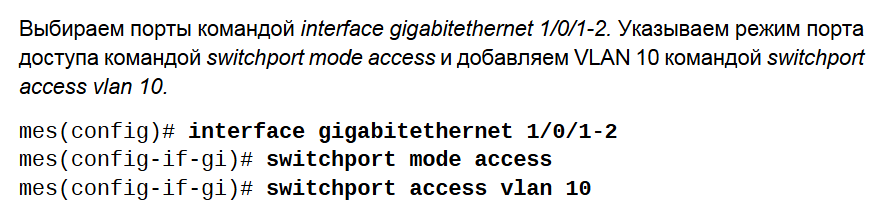 Выбираем порты командой interface gigabitethernet 1/0/1-2. Указываем режим порта
доступа командой switchport mode access и добавляем VLAN 10 командой switchport
access vlan 10.
mes(config)# interface gigabitethernet 1/0/1-2
mes(config-if-gi)# switchport mode access
mes(config-if-gi)# switchport access vlan 10